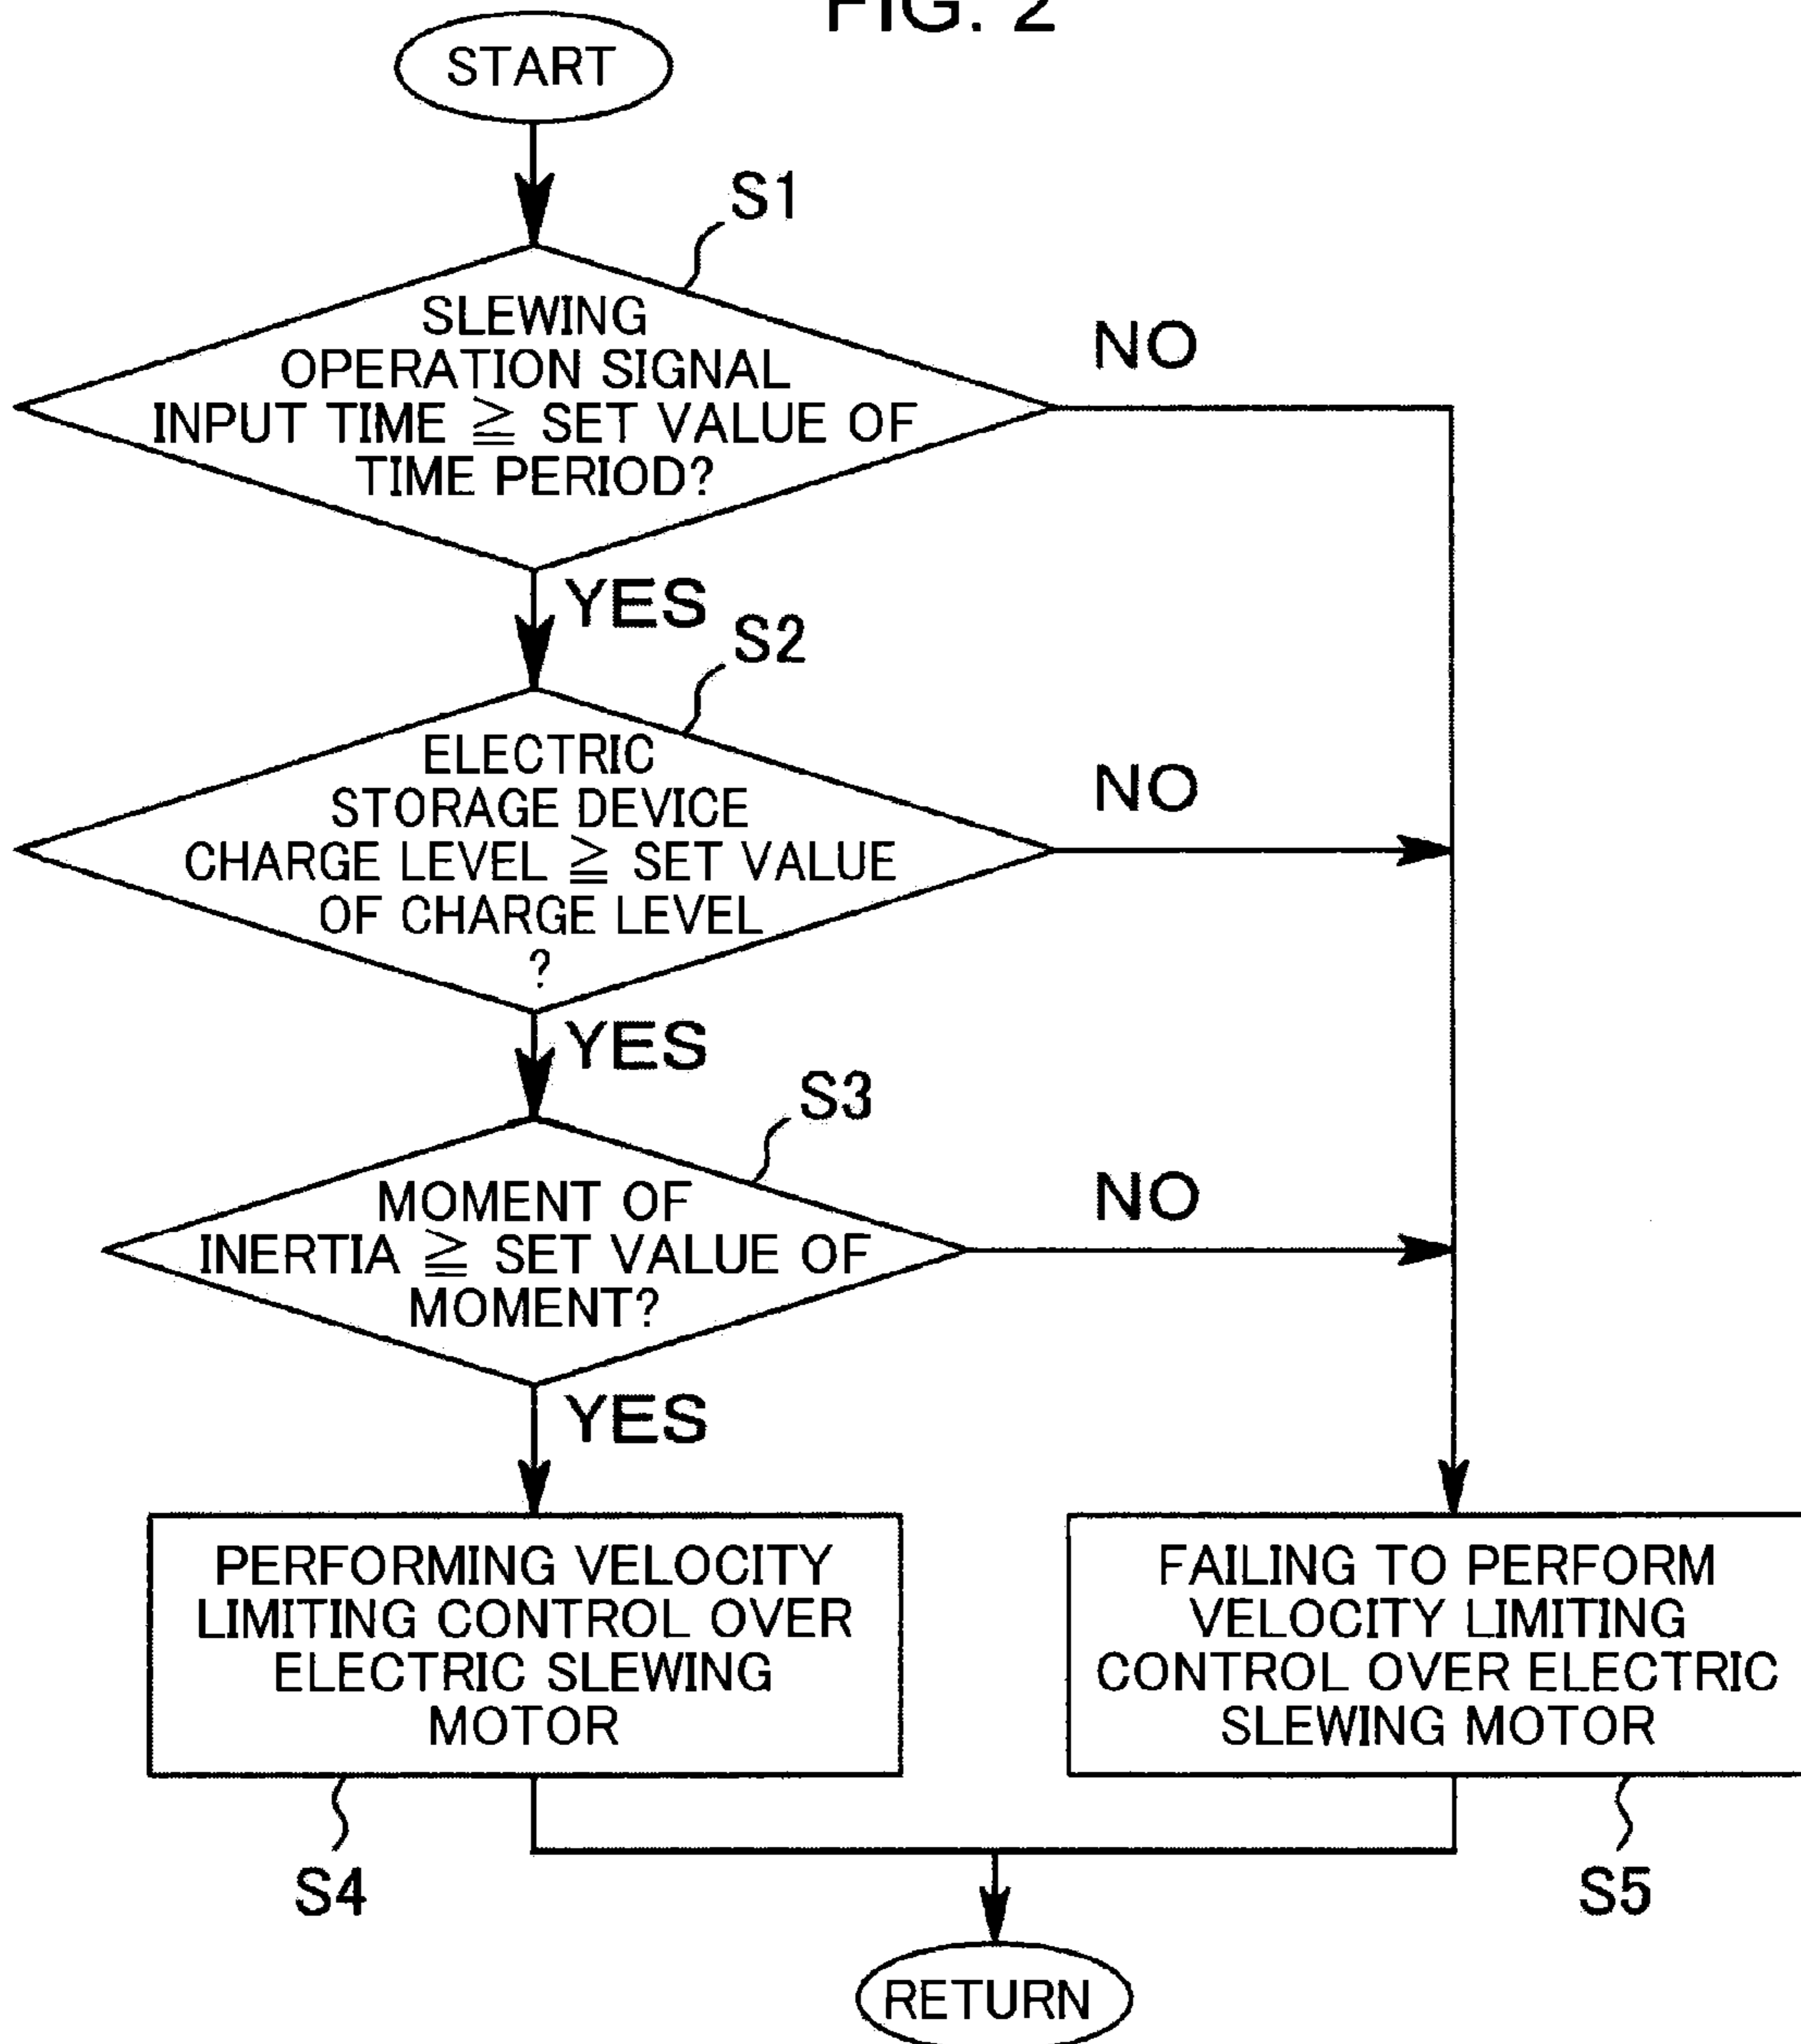 FIG. 2
START
S1
SLEWING
OPERATION SIGNAL
INPUT TIME ≧ SET VALUE OF
TIME PERIOD?
NO
YES
S2
ELECTRIC
STORAGE DEVICE
CHARGE LEVEL ≧ SET VALUE
OF CHARGE LEVEL
?
NO
YES
S3
MOMENT OF
INERTIA ≧ SET VALUE OF
MOMENT?
NO
YES
PERFORMING VELOCITY
LIMITING CONTROL OVER
ELECTRIC SLEWING
MOTOR
S4
FAILING TO PERFORM
VELOCITY LIMITING
CONTROL OVER ELECTRIC
SLEWING MOTOR
S5
RETURN